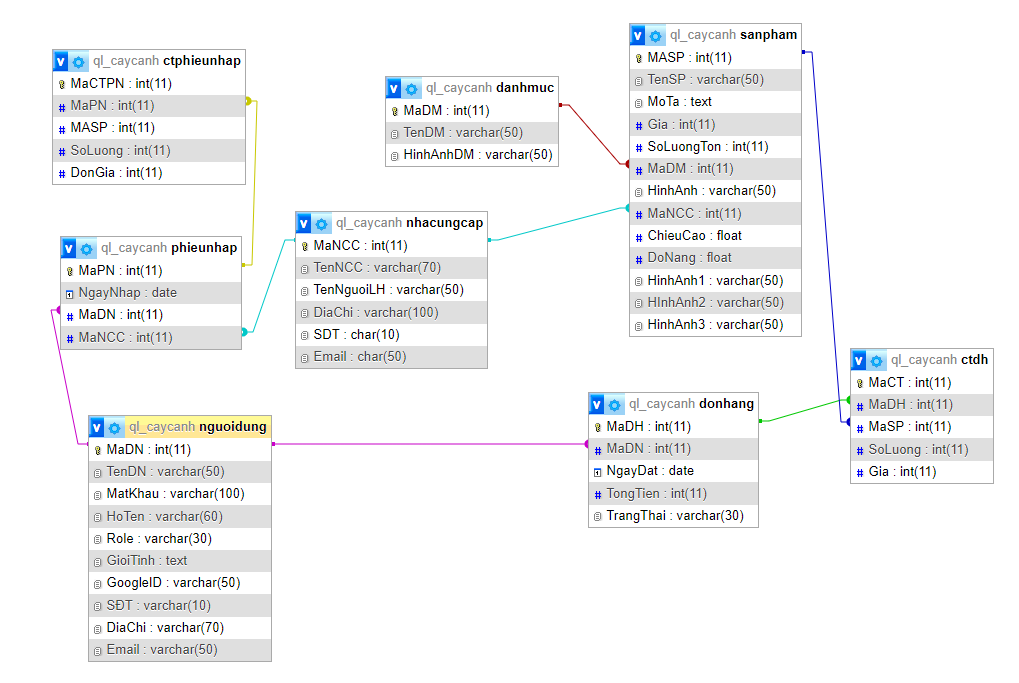 v ql_caycanh ctphieunhap
MaCTPN : int(11)
# MaPN : int(11)
# MASP : int(11)
# SoLuong : int(11)
# DonGia : int(11)
v ql_caycanh danhmuc
MaDM : int(11)
TenDM : varchar(50)
HinhAnhDM : varchar(50)
v ql_caycanh sanpham
MASP : int(11)
TenSP : varchar(50)
MoTa : text
# Gia : int(11)
# SoLuongTon : int(11)
# MaDM : int(11)
HinhAnh : varchar(50)
# MaNCC : int(11)
# ChieuCao : float
# DoNang : float
HinhAnh1 : varchar(50)
HInhAnh2 : varchar(50)
HinhAnh3 : varchar(50)
v ql_caycanh phieunhap
MaPN : int(11)
NgayNhap : date
# MaDN : int(11)
# MaNCC : int(11)
v ql_caycanh nhacungcap
MaNCC : int(11)
TenNCC : varchar(70)
TenNguoiLH : varchar(50)
DiaChi : varchar(100)
SDT : char(10)
Email : char(50)
v ql_caycanh nguoidung
MaDN : int(11)
TenDN : varchar(50)
MatKhau : varchar(100)
HoTen : varchar(60)
Role : varchar(30)
GioiTinh : text
GoogleID : varchar(50)
SĐT : varchar(10)
DiaChi : varchar(70)
Email : varchar(50)
v ql_caycanh donhang
MaDH : int(11)
# MaDN : int(11)
NgayDat : date
# TongTien : int(11)
TrangThai : varchar(30)
v ql_caycanh ctdh
MaCT : int(11)
# MaDH : int(11)
# MaSP : int(11)
# SoLuong : int(11)
# Gia : int(11)